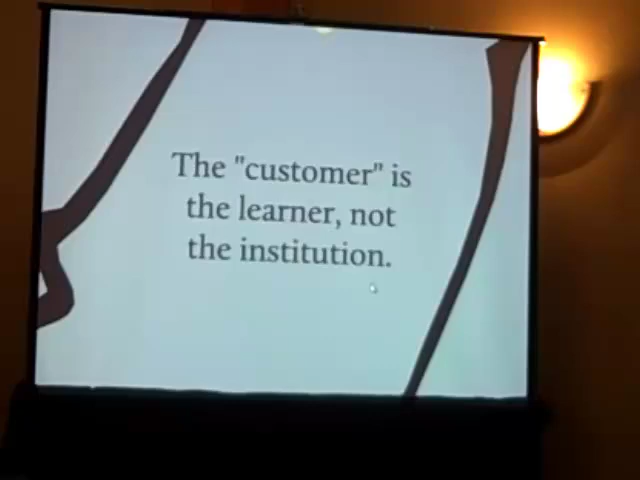 The "customer" is
the learner, not
the institution.